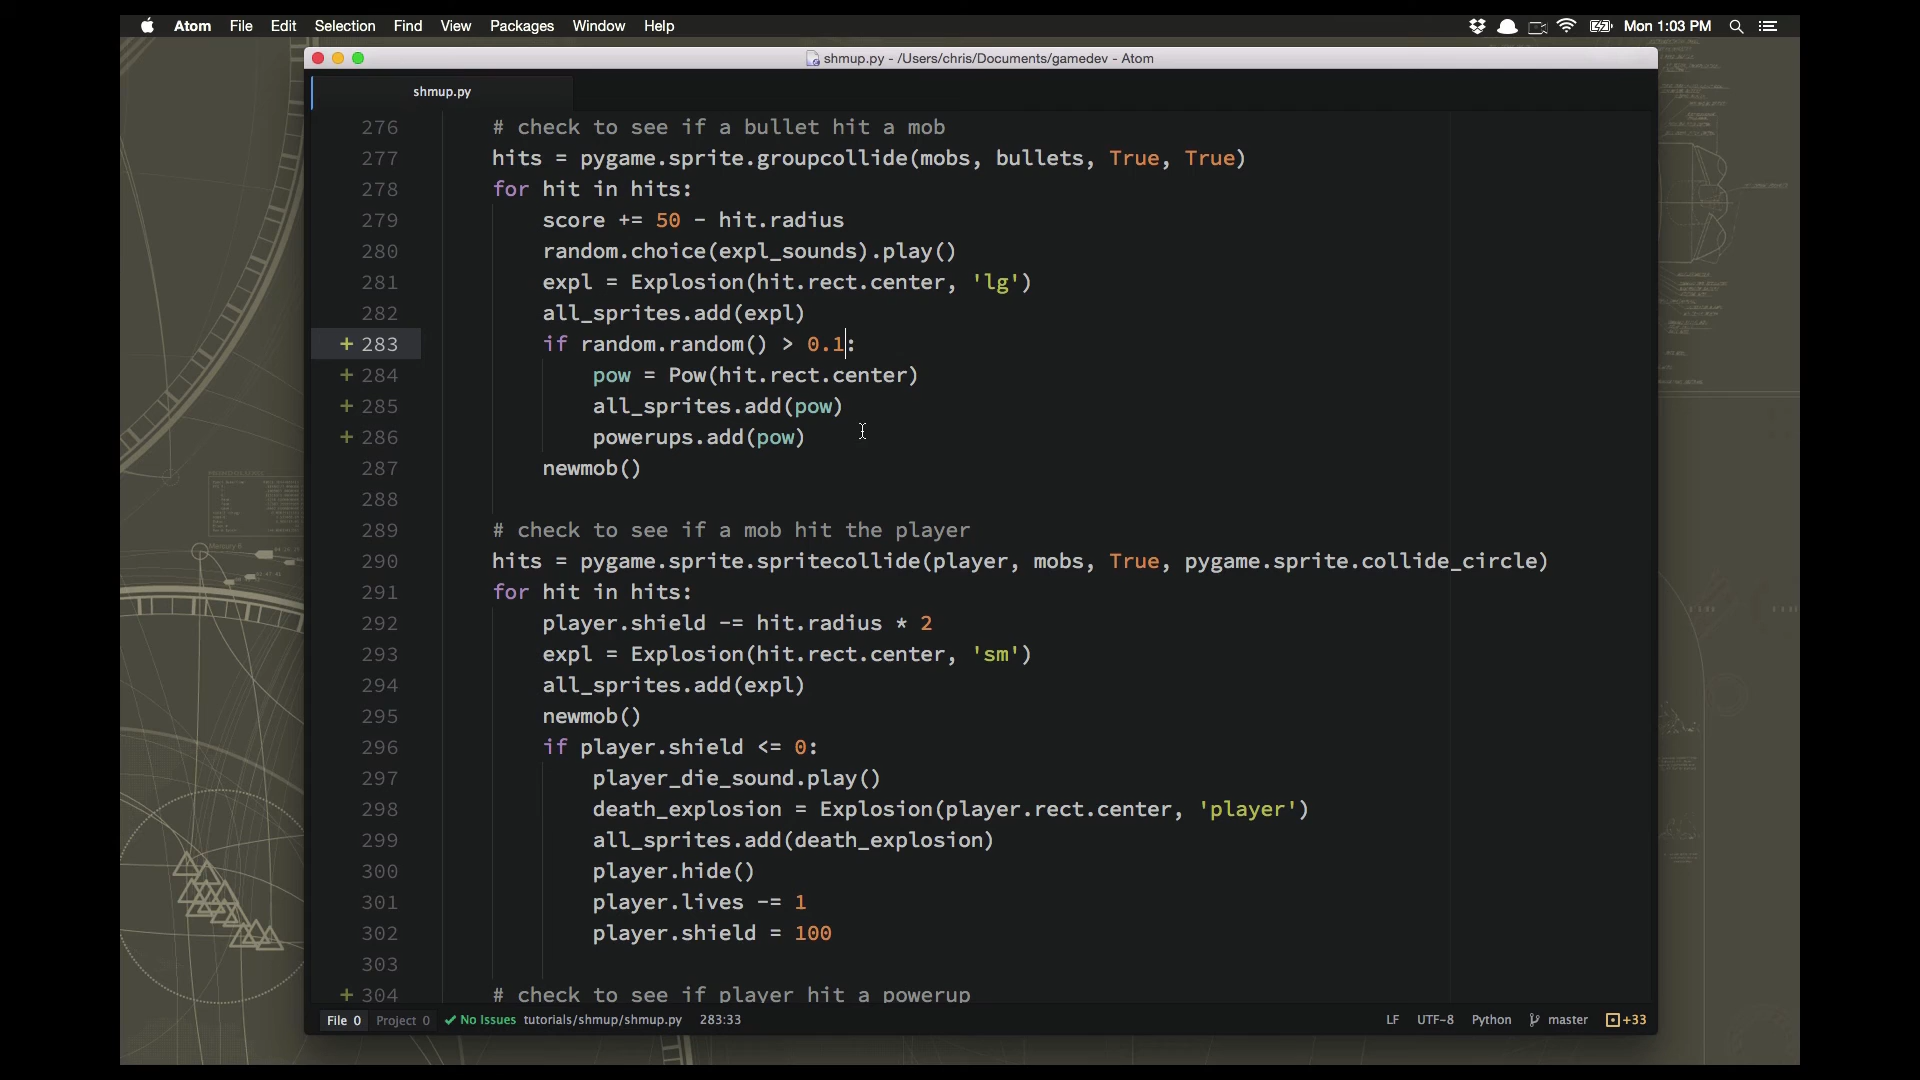 Atom File Edit Selection Find View Packages Window Help Mon 1:03 PM
shmup.py - /Users/chris/Documents/gamedev - Atom
shmup.py
276 # check to see if a bullet hit a mob
277 hits = pygame.sprite.groupcollide(mobs, bullets, True, True)
278 for hit in hits:
279 score += 50 - hit.radius
280 random.choice(expl_sounds).play()
281 expl = Explosion(hit.rect.center, 'lg')
282 all_sprites.add(expl)
+ 283 if random.random() > 0.1:
+ 284 pow = Pow(hit.rect.center)
+ 285 all_sprites.add(pow)
+ 286 powerups.add(pow)
287 newmob()
288
289 # check to see if a mob hit the player
290 hits = pygame.sprite.spritecollide(player, mobs, True, pygame.sprite.collide_circle)
291 for hit in hits:
292 player.shield -= hit.radius * 2
293 expl = Explosion(hit.rect.center, 'sm')
294 all_sprites.add(expl)
295 newmob()
296 if player.shield <= 0:
297 player_die_sound.play()
298 death_explosion = Explosion(player.rect.center, 'player')
299 all_sprites.add(death_explosion)
300 player.hide()
301 player.lives -= 1
302 player.shield = 100
303
+ 304 # check to see if player hit a powerup
File 0 Project 0 No Issues tutorials/shmup/shmup.py 283:33 LF UTF-8 Python master +33